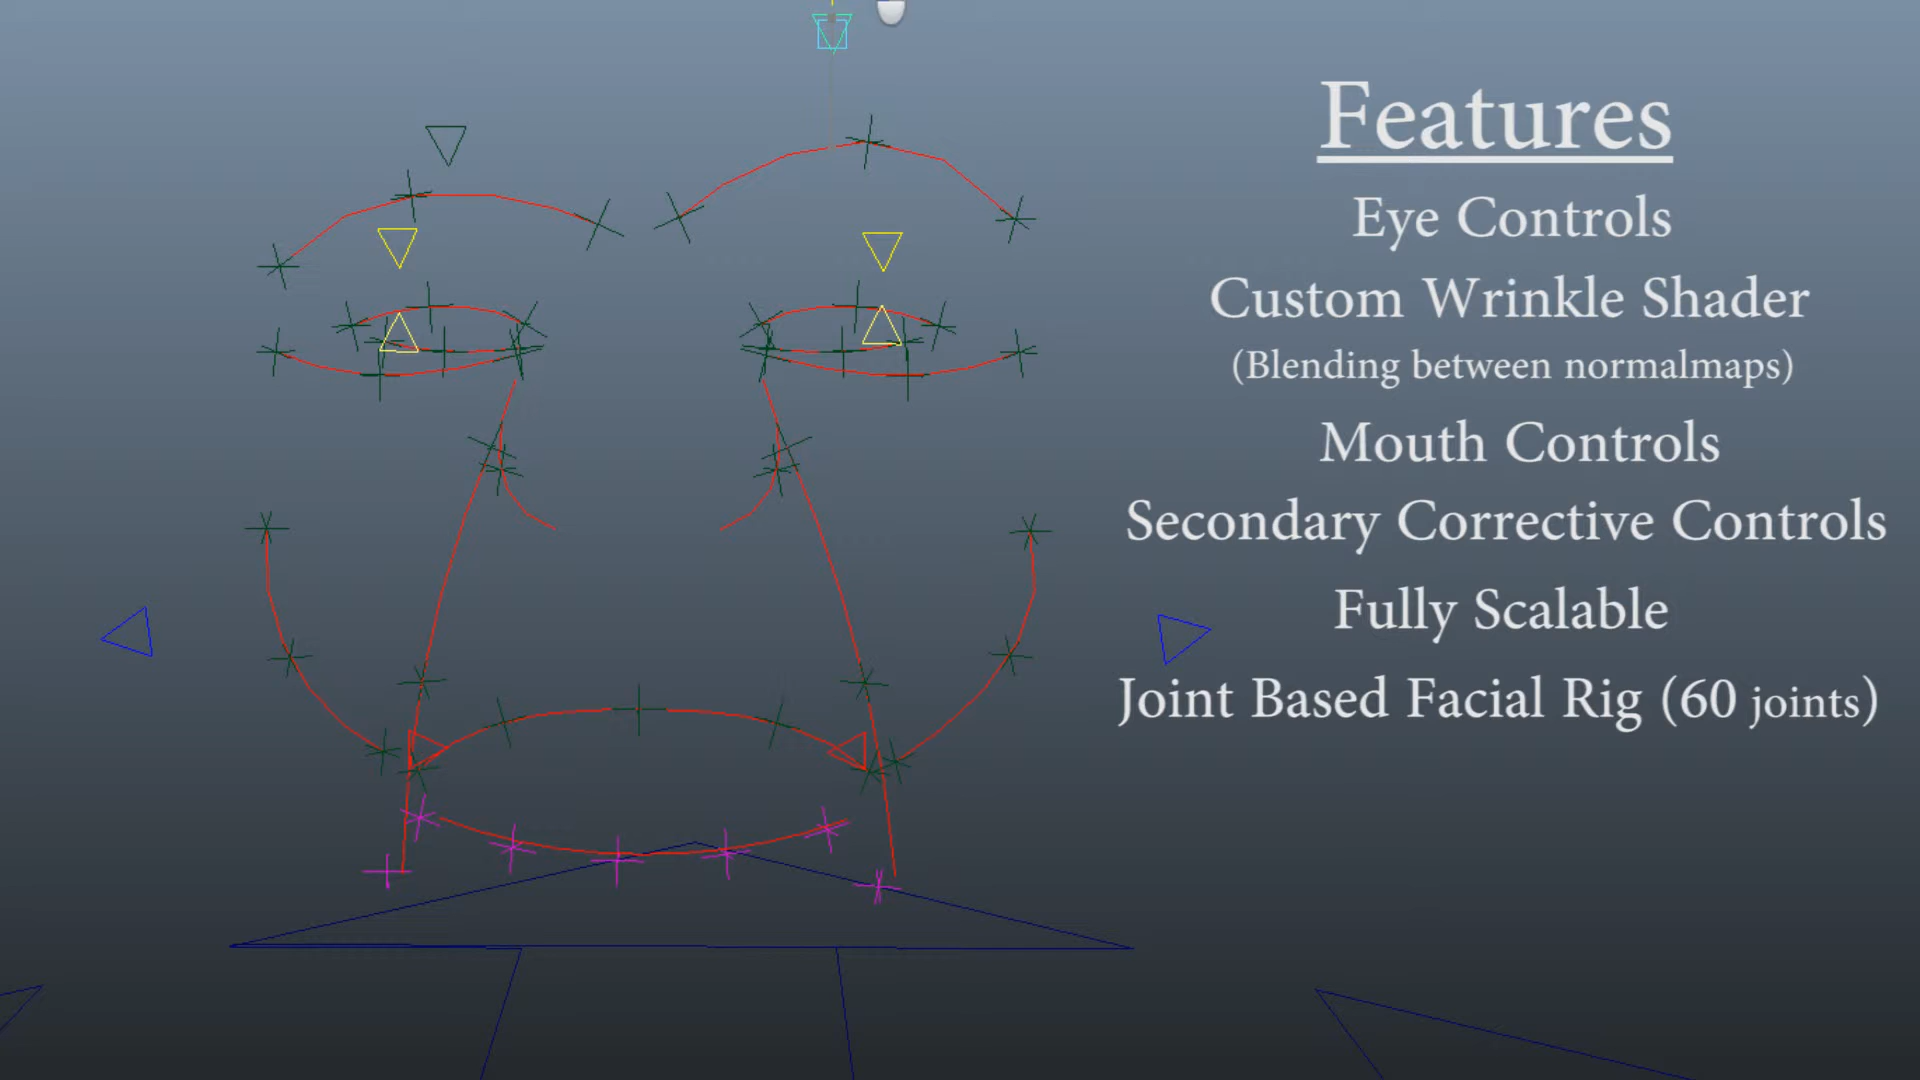 Features
Eye Controls
Custom Wrinkle Shader
(Blending between normalmaps)
Mouth Controls
Secondary Corrective Controls
Fully Scalable
Joint Based Facial Rig (60 joints)